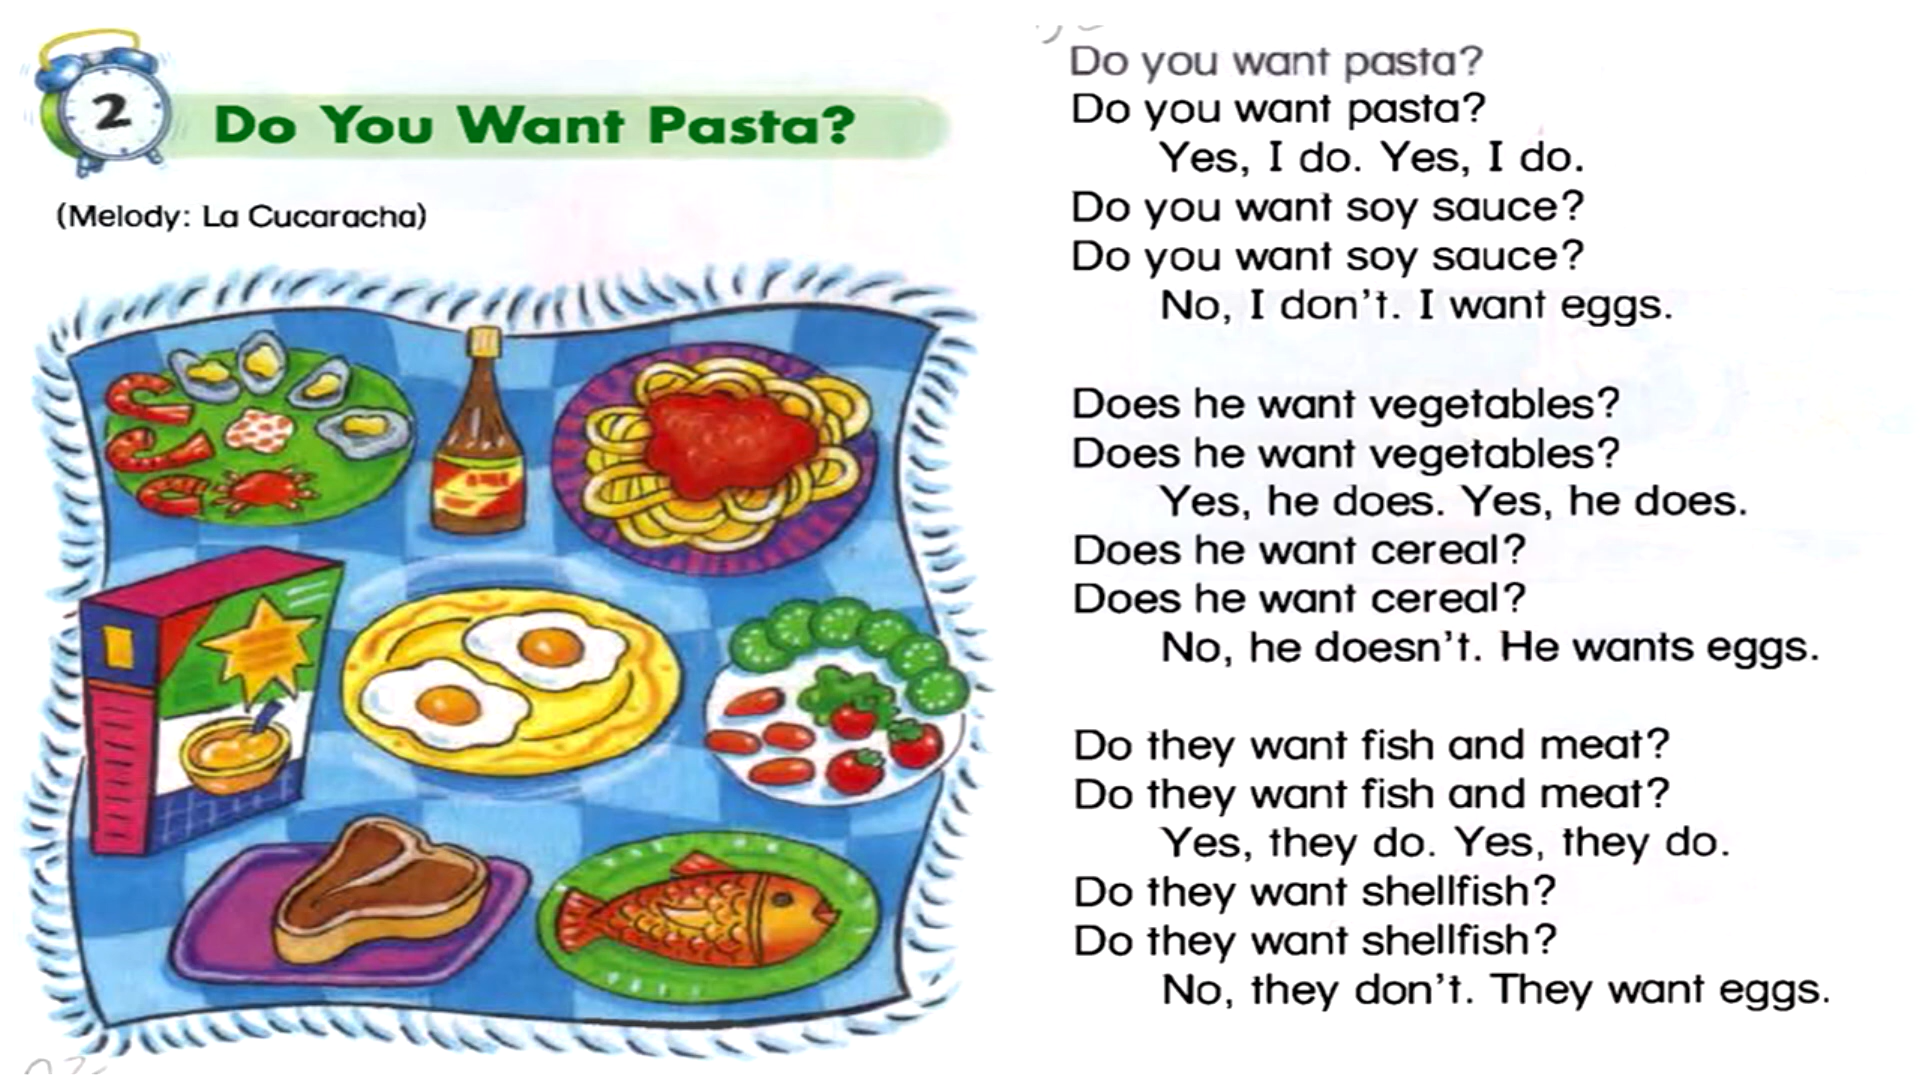 2
Do You Want Pasta?
(Melody: La Cucaracha)
Do you want pasta?
Do you want pasta?
Yes, I do. Yes, I do.
Do you want soy sauce?
Do you want soy sauce?
No, I don't. I want eggs.
Does he want vegetables?
Does he want vegetables?
Yes, he does. Yes, he does.
Does he want cereal?
Does he want cereal?
No, he doesn't. He wants eggs.
Do they want fish and meat?
Do they want fish and meat?
Yes, they do. Yes, they do.
Do they want shellfish?
Do they want shellfish?
No, they don't. They want eggs.